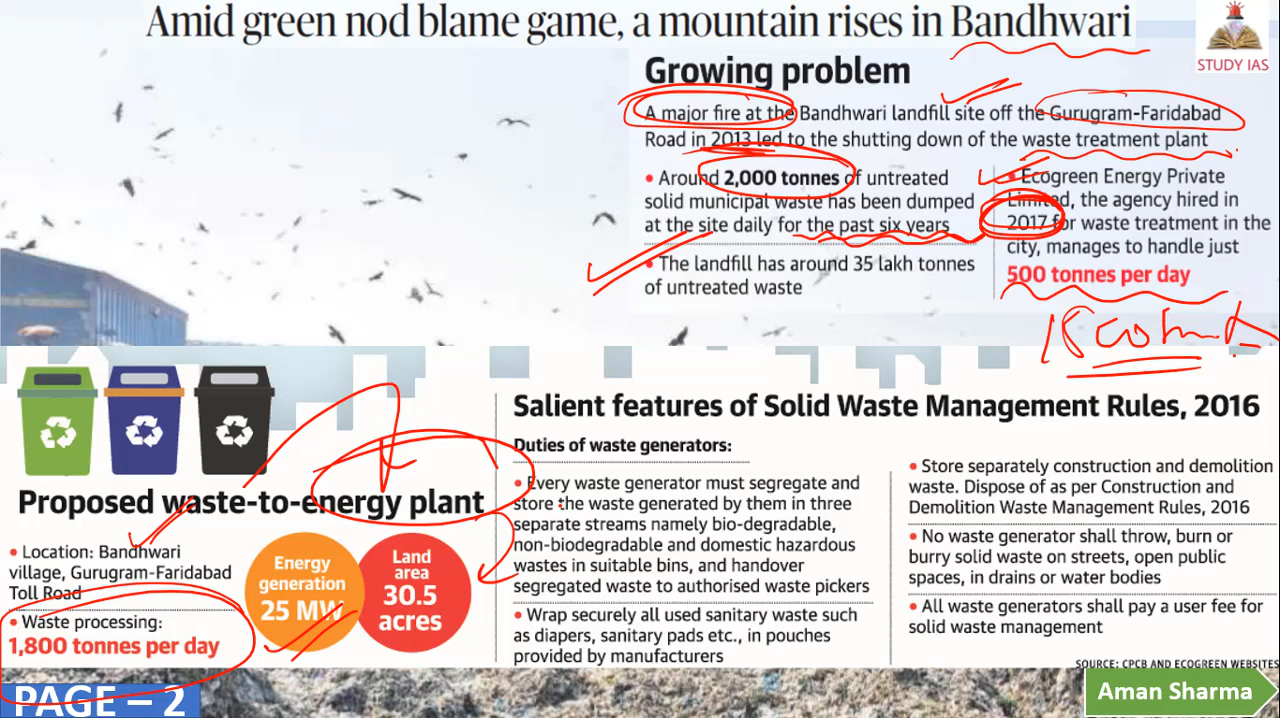 Amid green nod blame game, a mountain rises in Bandhwari
STUDY IAS
Growing problem
A major fire at the Bandhwari landfill site off the Gurugram-Faridabad
Road in 2013 led to the shutting down of the waste treatment plant
• Around 2,000 tonnes of untreated
solid municipal waste has been dumped
at the site daily for the past six years
• The landfill has around 35 lakh tonnes
of untreated waste
• Ecogreen Energy Private
Limited, the agency hired in
2017 for waste treatment in the
city, manages to handle just
500 tonnes per day
Proposed waste-to-energy plant
• Location: Bandhwari
village, Gurugram-Faridabad
Toll Road
• Waste processing:
1,800 tonnes per day
Energy
generation
25 MW
Land
area
30.5
acres
Salient features of Solid Waste Management Rules, 2016
Duties of waste generators:
• Every waste generator must segregate and
store the waste generated by them in three
separate streams namely bio-degradable,
non-biodegradable and domestic hazardous
wastes in suitable bins, and handover
segregated waste to authorised waste pickers
• Wrap securely all used sanitary waste such
as diapers, sanitary pads etc., in pouches
provided by manufacturers
• Store separately construction and demolition
waste. Dispose of as per Construction and
Demolition Waste Management Rules, 2016
• No waste generator shall throw, burn or
burry solid waste on streets, open public
spaces, in drains or water bodies
• All waste generators shall pay a user fee for
solid waste management
SOURCE: CPCB AND ECOGREEN WEBSITES
PAGE – 2
Aman Sharma